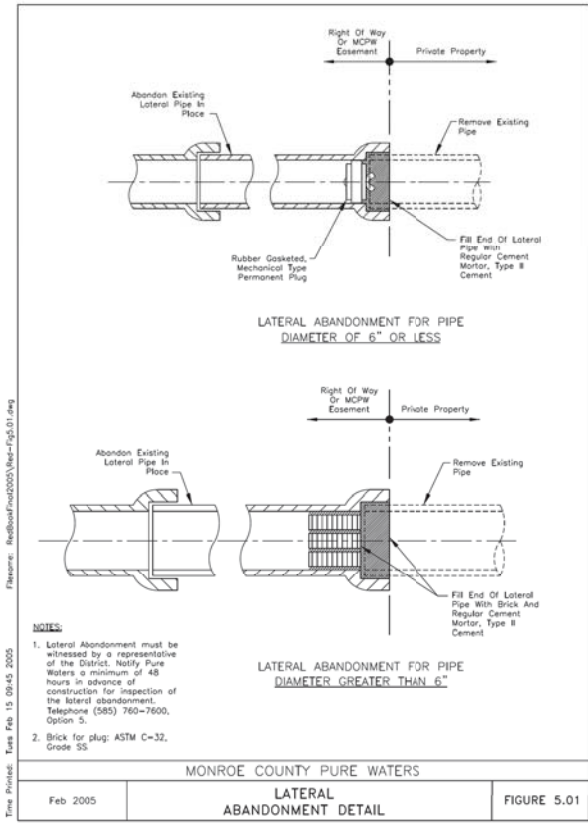 Right Of Way
Or MCPW
Easement
Private Property
Abandon Existing
Lateral Pipe In
Place
Remove Existing
Pipe
Rubber Gasketed,
Mechanical Type
Permanent Plug
Fill End Of Lateral
Pipe With
Regular Cement
Mortor, Type II
Cement
LATERAL ABANDONMENT FOR PIPE
DIAMETER OF 6" OR LESS
Right Of Way
Or MCPW
Easement
Private Property
Abandon Existing
Lateral Pipe In
Place
Remove Existing
Pipe
Fill End Of Lateral
Pipe With Brick And
Regular Cement
Mortor, Type II
Cement
NOTES:
1. Lateral Abandonment must be
witnessed by a representative
of the District. Notify Pure
Waters a minimum of 48
hours in advance of
construction for inspection of
the lateral abandonment.
Telephone (585) 760-7600,
Option 5.
2. Brick for plug: ASTM C-32,
Grade SS
LATERAL ABANDONMENT FOR PIPE
DIAMETER GREATER THAN 6"
MONROE COUNTY PURE WATERS
Feb 2005
LATERAL
ABANDONMENT DETAIL
FIGURE 5.01
Time Printed: Tues Feb 15 09:45 2005 Filename: RedBookFinal2005\Red-Fig5.01.dwg